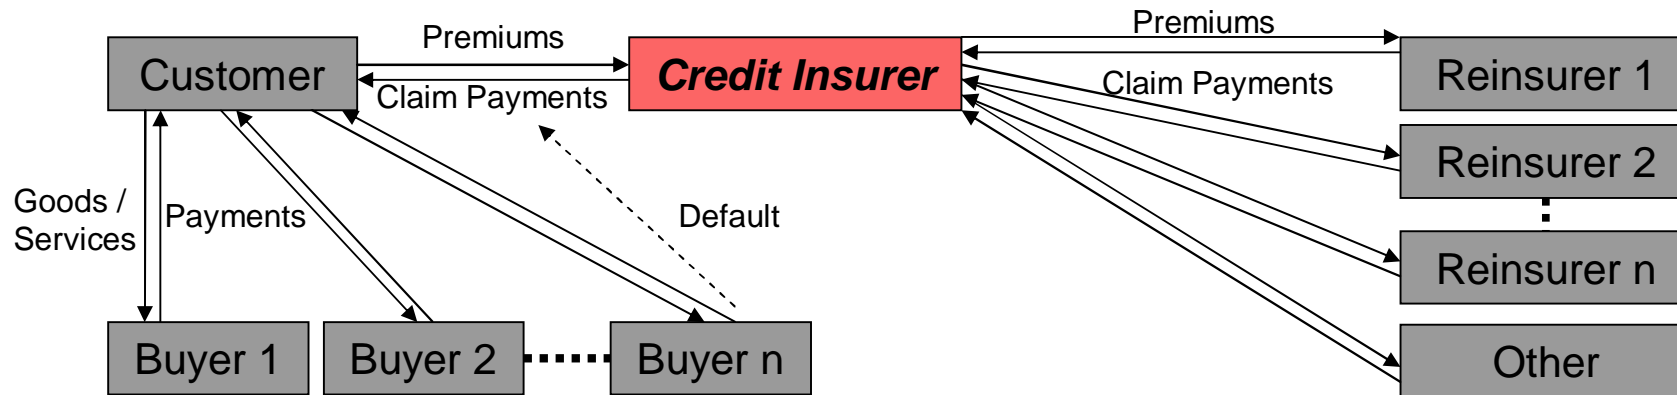 Premiums
Premiums
Customer
Credit Insurer
Reinsurer 1
Claim Payments
Claim Payments
Reinsurer 2
Goods /
Services
Payments
Default
Reinsurer n
Buyer 1
Buyer 2
Buyer n
Other